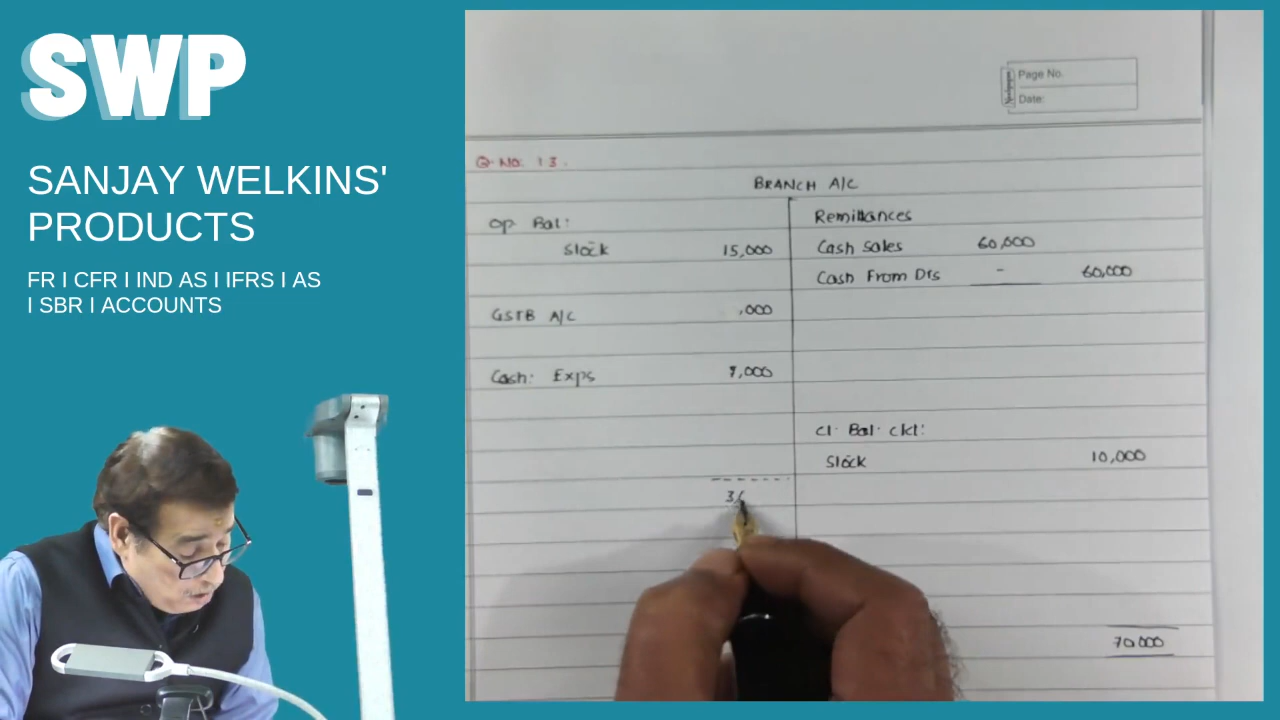 SWP
SANJAY WELKINS'
PRODUCTS
FR I CFR I IND AS I IFRS I AS
I SBR I ACCOUNTS
Page No.
Date:
Q. No. 13.
BRANCH A/C
Op. Bal:
Stock 15,000
GSTB A/C ,000
Cash: Exps 7,000
Remittances
Cash Sales 60,000
Cash From Drs - 60,000
Cl. Bal. c/d:
Stock 10,000
70,000